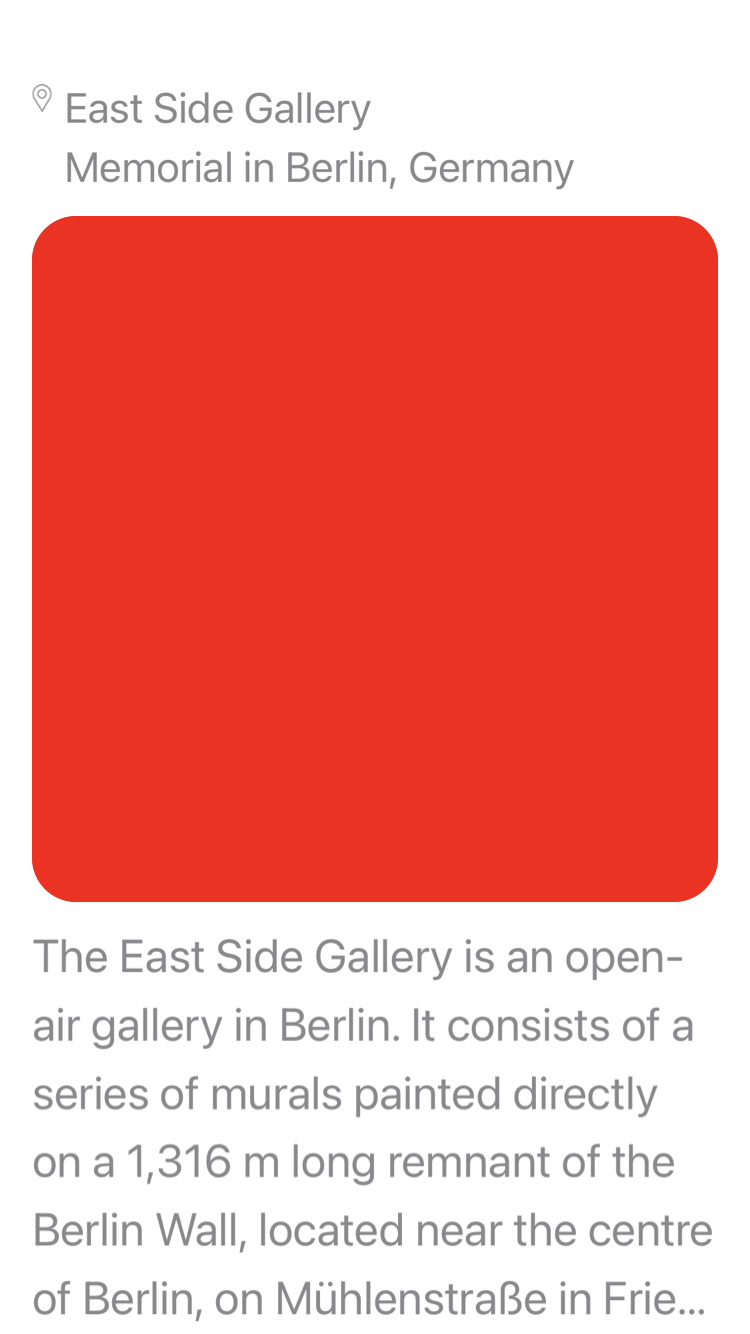 East Side Gallery
Memorial in Berlin, Germany
The East Side Gallery is an open-
air gallery in Berlin. It consists of a
series of murals painted directly
on a 1,316 m long remnant of the
Berlin Wall, located near the centre
of Berlin, on Mühlenstraße in Frie...